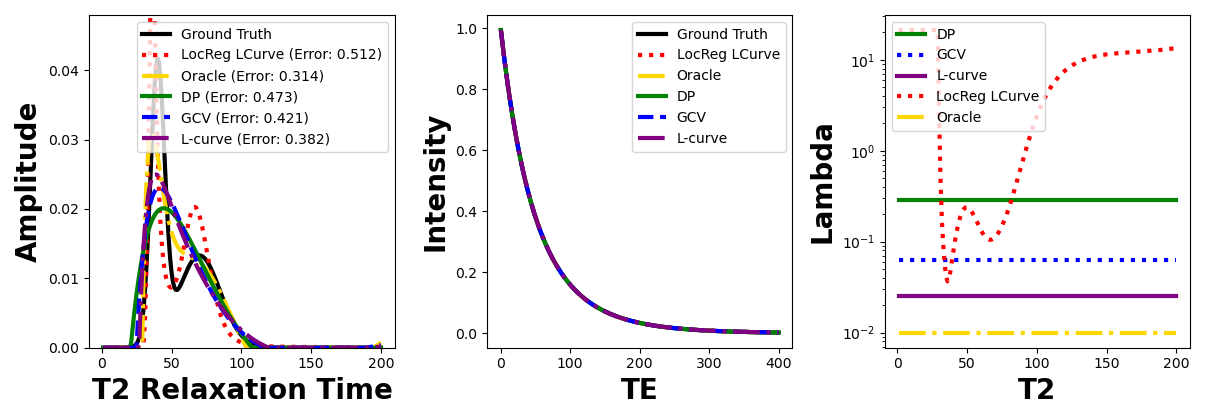 Amplitude
0.04
0.03
0.02
0.01
0.00
Ground Truth
LocReg LCurve (Error: 0.512)
Oracle (Error: 0.314)
DP (Error: 0.473)
GCV (Error: 0.421)
L-curve (Error: 0.382)
0 50 100 150 200
T2 Relaxation Time
Intensity
1.0
0.8
0.6
0.4
0.2
0.0
Ground Truth
LocReg LCurve
Oracle
DP
GCV
L-curve
0 100 200 300 400
TE
Lambda
10¹
10⁰
10⁻¹
10⁻²
DP
GCV
L-curve
LocReg LCurve
Oracle
0 50 100 150 200
T2